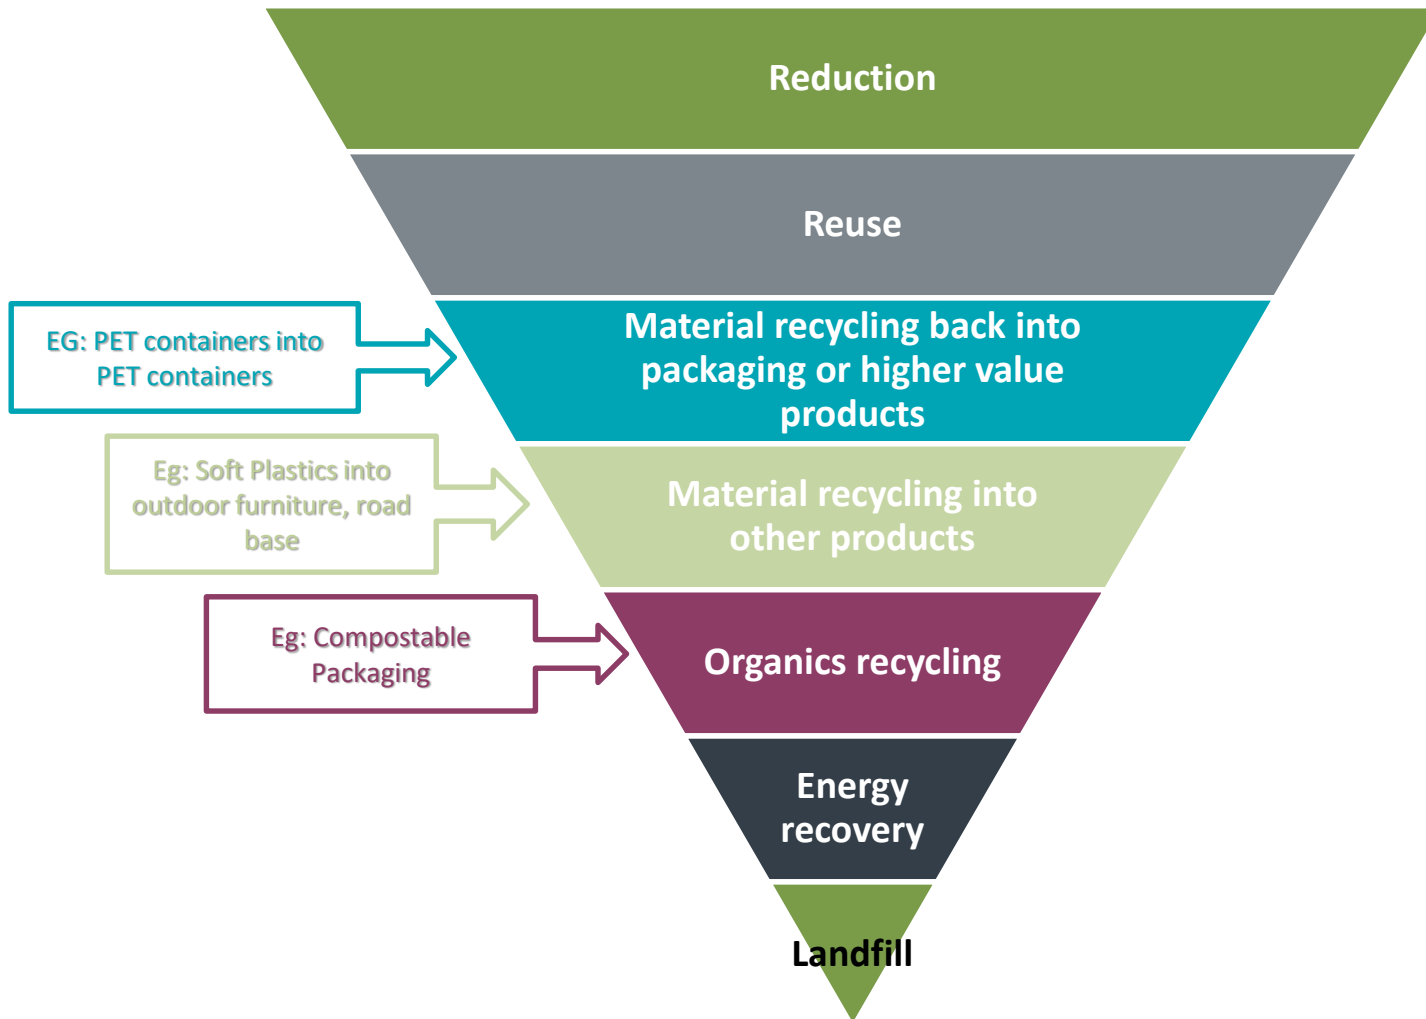 Reduction
Reuse
EG: PET containers into
PET containers
Material recycling back into
packaging or higher value
products
Eg: Soft Plastics into
outdoor furniture, road
base
Material recycling into
other products
Eg: Compostable
Packaging
Organics recycling
Energy
recovery
Landfill